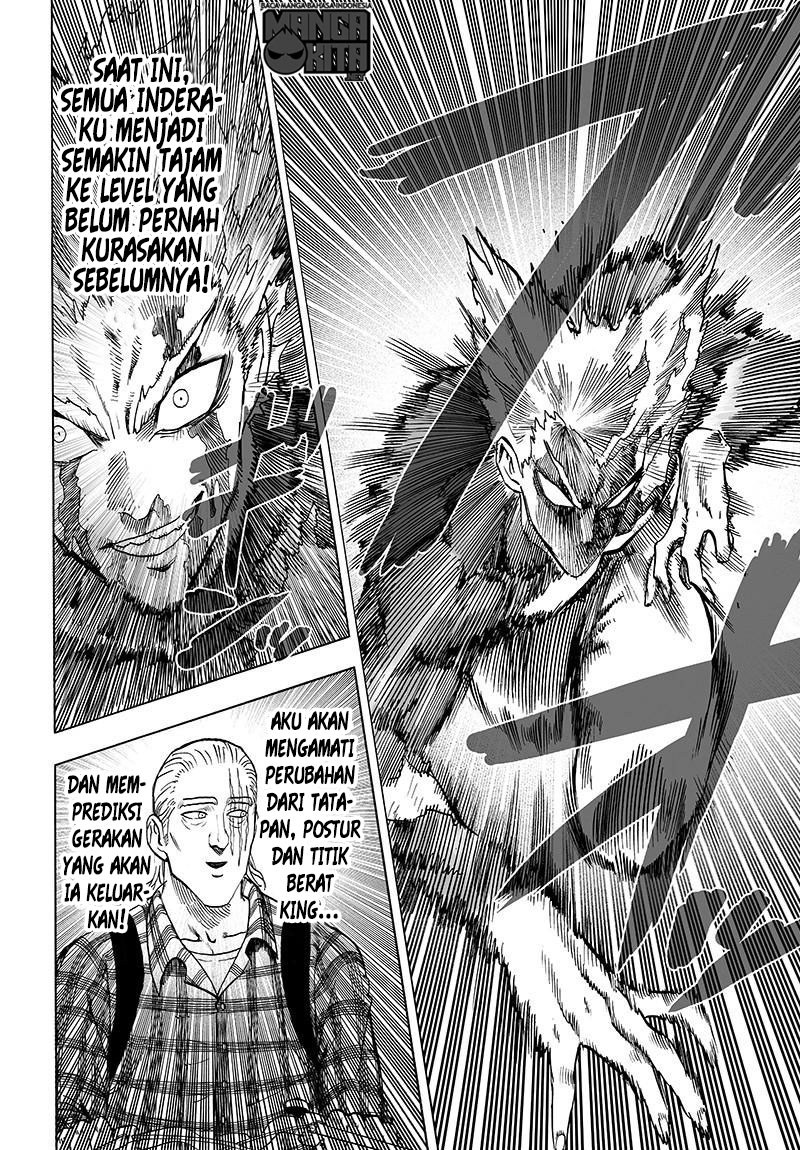 MANGA
KITA
SAAT INI,
SEMUA INDERA-
KU MENJADI
SEMAKIN TAJAM
KE LEVEL YANG
BELUM PERNAH
KURASAKAN
SEBELUMNYA!
AKU AKAN
MENGAMATI
PERUBAHAN
DARI TATA-
PAN, POSTUR
DAN TITIK
BERAT
KING...
DAN MEM-
PREDIKSI
GERAKAN
YANG AKAN
IA KELUAR-
KAN!